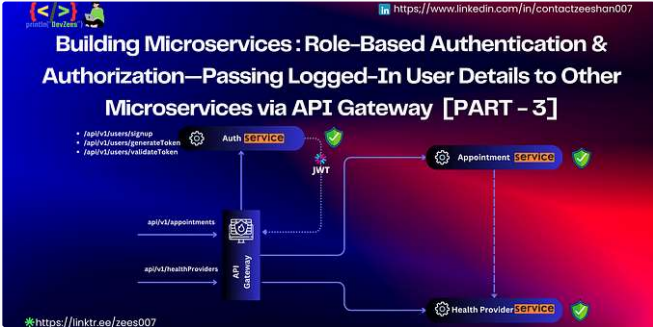 {</>}
println("DevZees")
https://www.linkedin.com/in/contactzeeshan007
Building Microservices : Role-Based Authentication &
Authorization—Passing Logged-In User Details to Other
Microservices via API Gateway [PART - 3]
/api/v1/users/signup
/api/v1/users/generateToken
/api/v1/users/validateToken
Auth service
JWT
Appointment service
api/v1/appointments
api/v1/healthProviders
API
Gateway
Health Provider service
https://linktr.ee/zees007